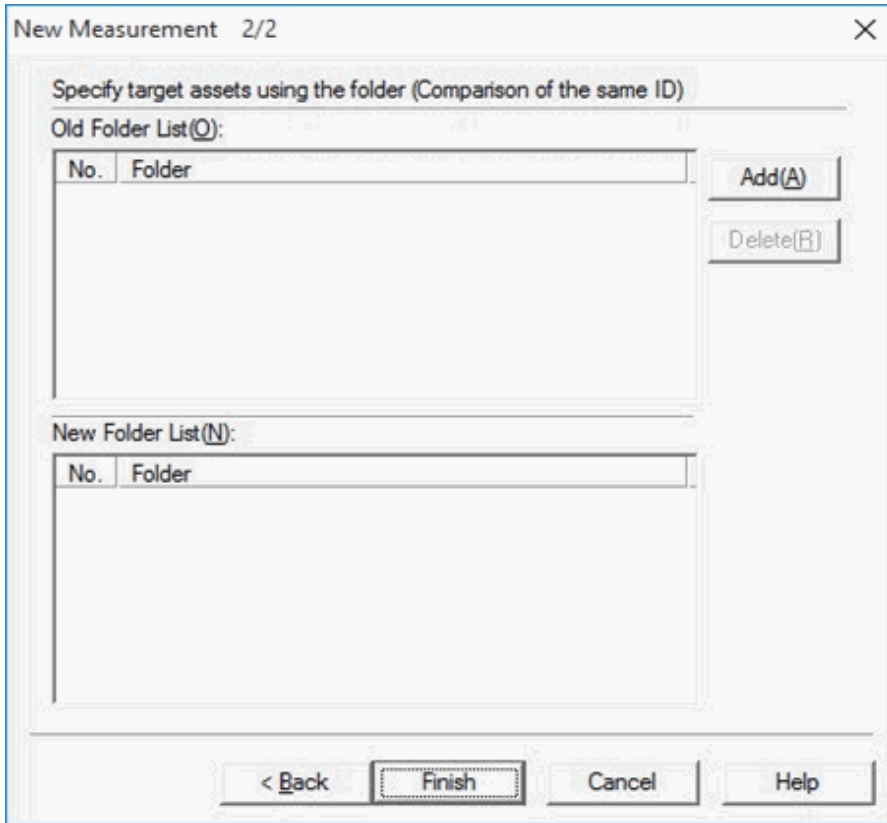 New Measurement 2/2
Specify target assets using the folder (Comparison of the same ID)
Old Folder List(O):
No. Folder
Add(A)
Delete(R)
New Folder List(N):
No. Folder
< Back Finish Cancel Help